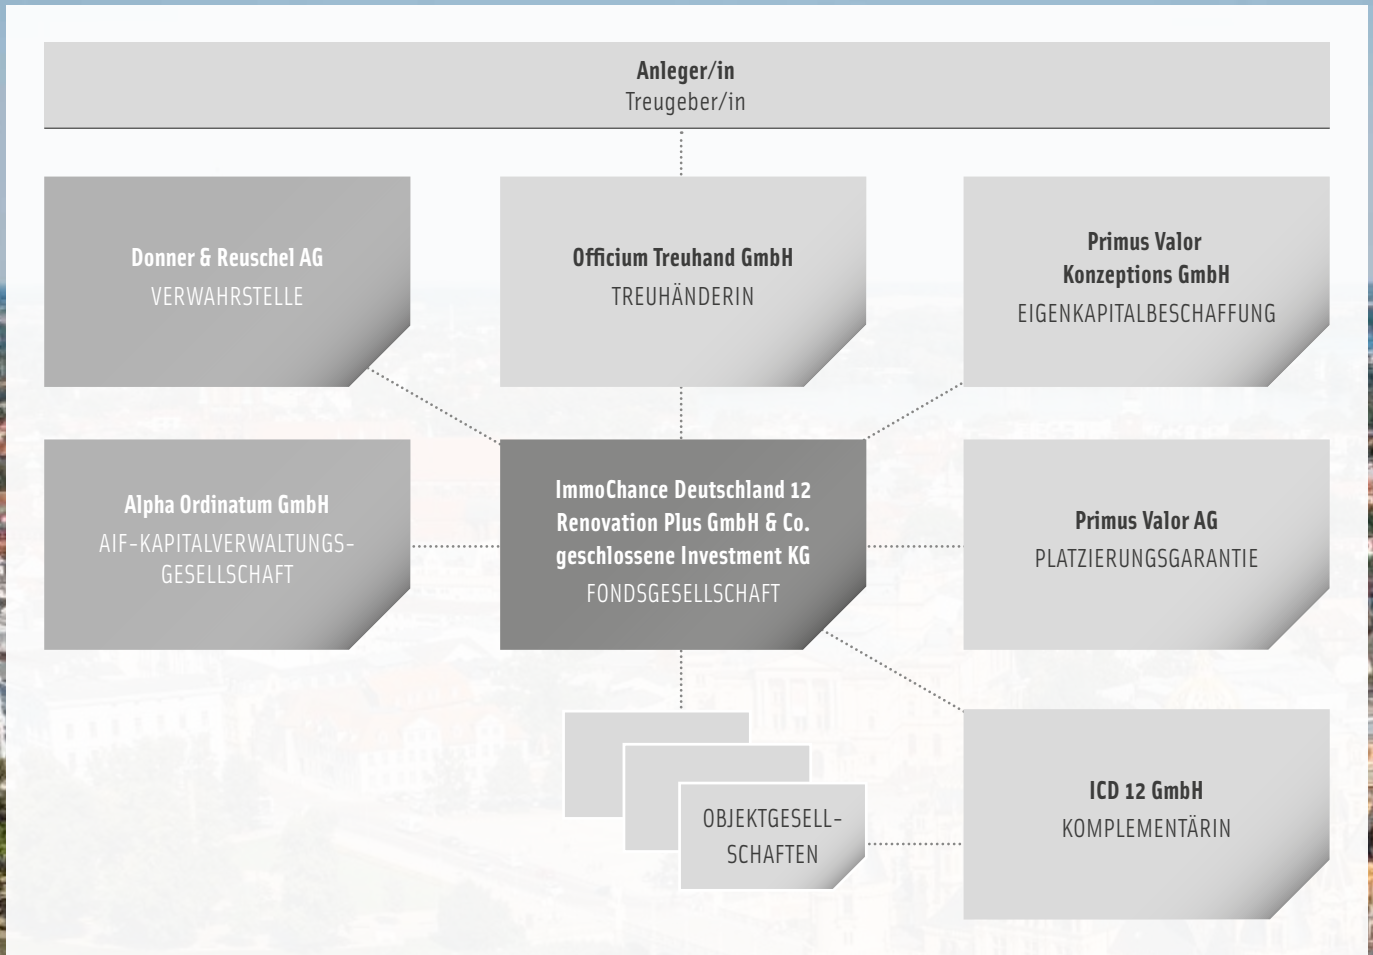 Anleger/in
Treugeber/in
Donner & Reuschel AG
VERWAHRSTELLE
Officium Treuhand GmbH
TREUHÄNDERIN
Primus Valor
Konzeptions GmbH
EIGENKAPITALBESCHAFFUNG
Alpha Ordinatum GmbH
AIF-KAPITALVERWALTUNGS-
GESELLSCHAFT
ImmoChance Deutschland 12
Renovation Plus GmbH & Co.
geschlossene Investment KG
FONDSGESELLSCHAFT
Primus Valor AG
PLATZIERUNGSGARANTIE
OBJEKTGESELL-
SCHAFTEN
ICD 12 GmbH
KOMPLEMENTÄRIN